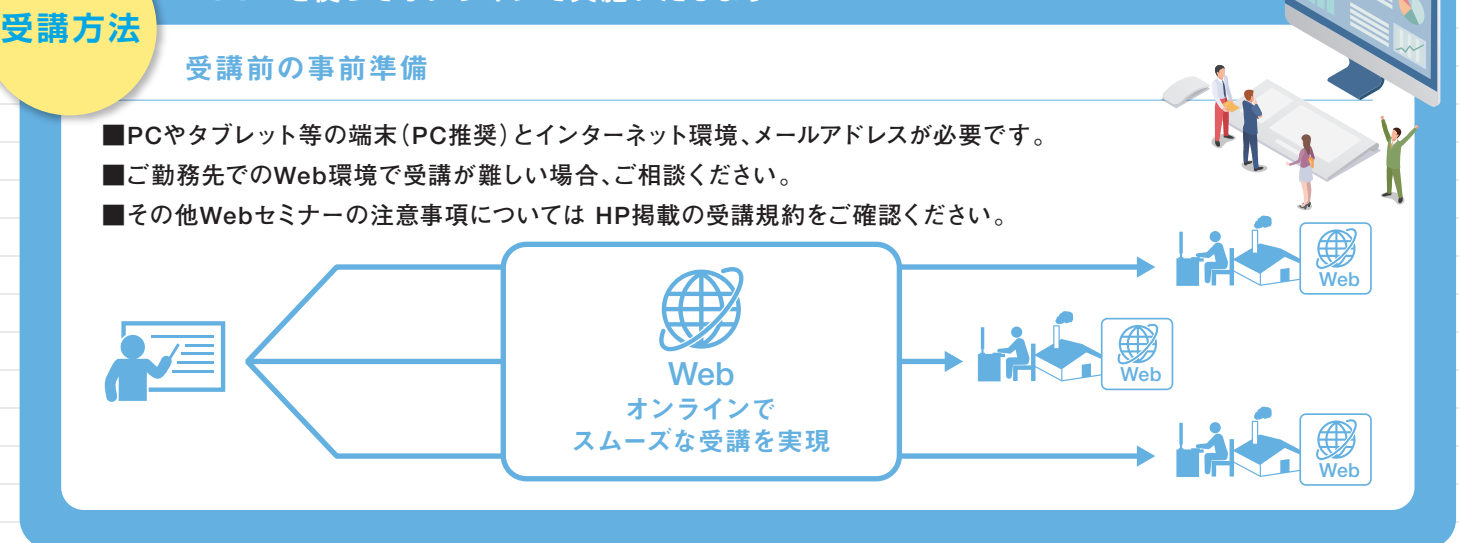 受講方法
受講前の事前準備
■PCやタブレット等の端末（PC推奨）とインターネット環境、メールアドレスが必要です。
■ご勤務先でのWeb環境で受講が難しい場合、ご相談ください。
■その他Webセミナーの注意事項については HP掲載の受講規約をご確認ください。
Web
オンラインで
スムーズな受講を実現
Web
Web
Web